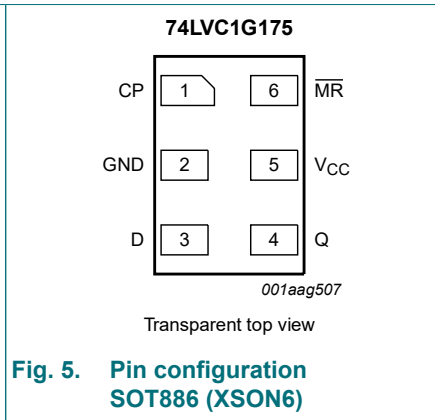 74LVC1G175
CP 1 6 M̅R̅
GND 2 5 VCC
D 3 4 Q
001aag507
Transparent top view
Fig. 5. Pin configuration
SOT886 (XSON6)